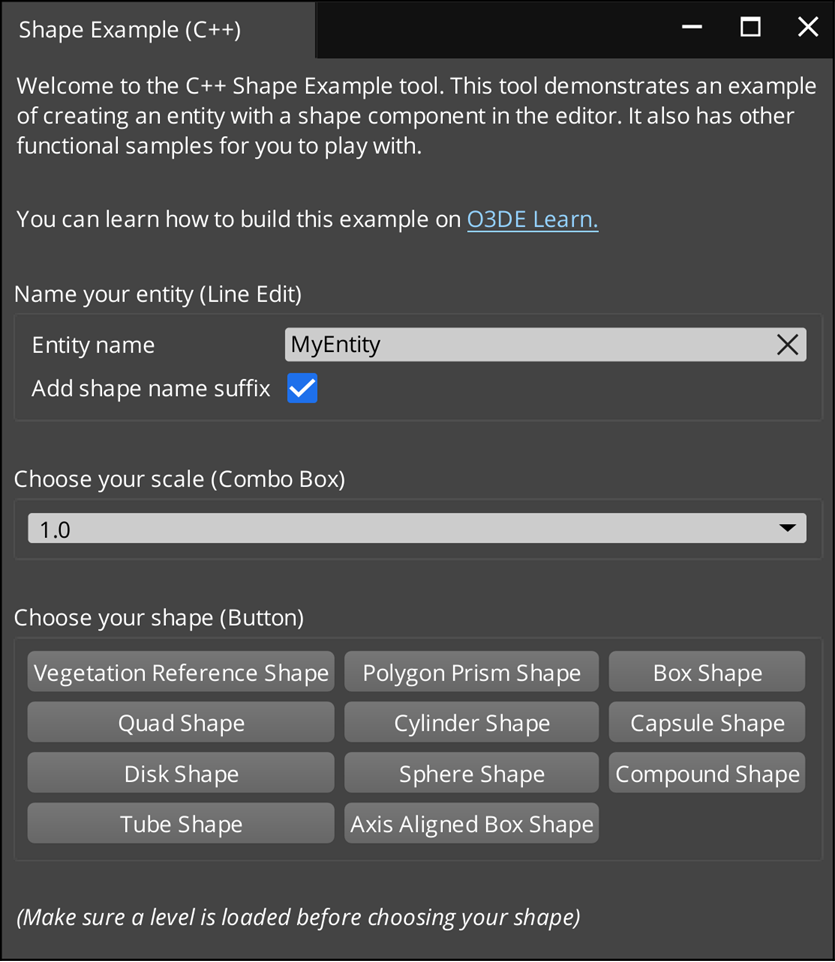 Shape Example (C++)
Welcome to the C++ Shape Example tool. This tool demonstrates an example
of creating an entity with a shape component in the editor. It also has other
functional samples for you to play with.
You can learn how to build this example on O3DE Learn.
Name your entity (Line Edit)
Entity name MyEntity
Add shape name suffix
Choose your scale (Combo Box)
1.0
Choose your shape (Button)
Vegetation Reference Shape Polygon Prism Shape Box Shape
Quad Shape Cylinder Shape Capsule Shape
Disk Shape Sphere Shape Compound Shape
Tube Shape Axis Aligned Box Shape
(Make sure a level is loaded before choosing your shape)